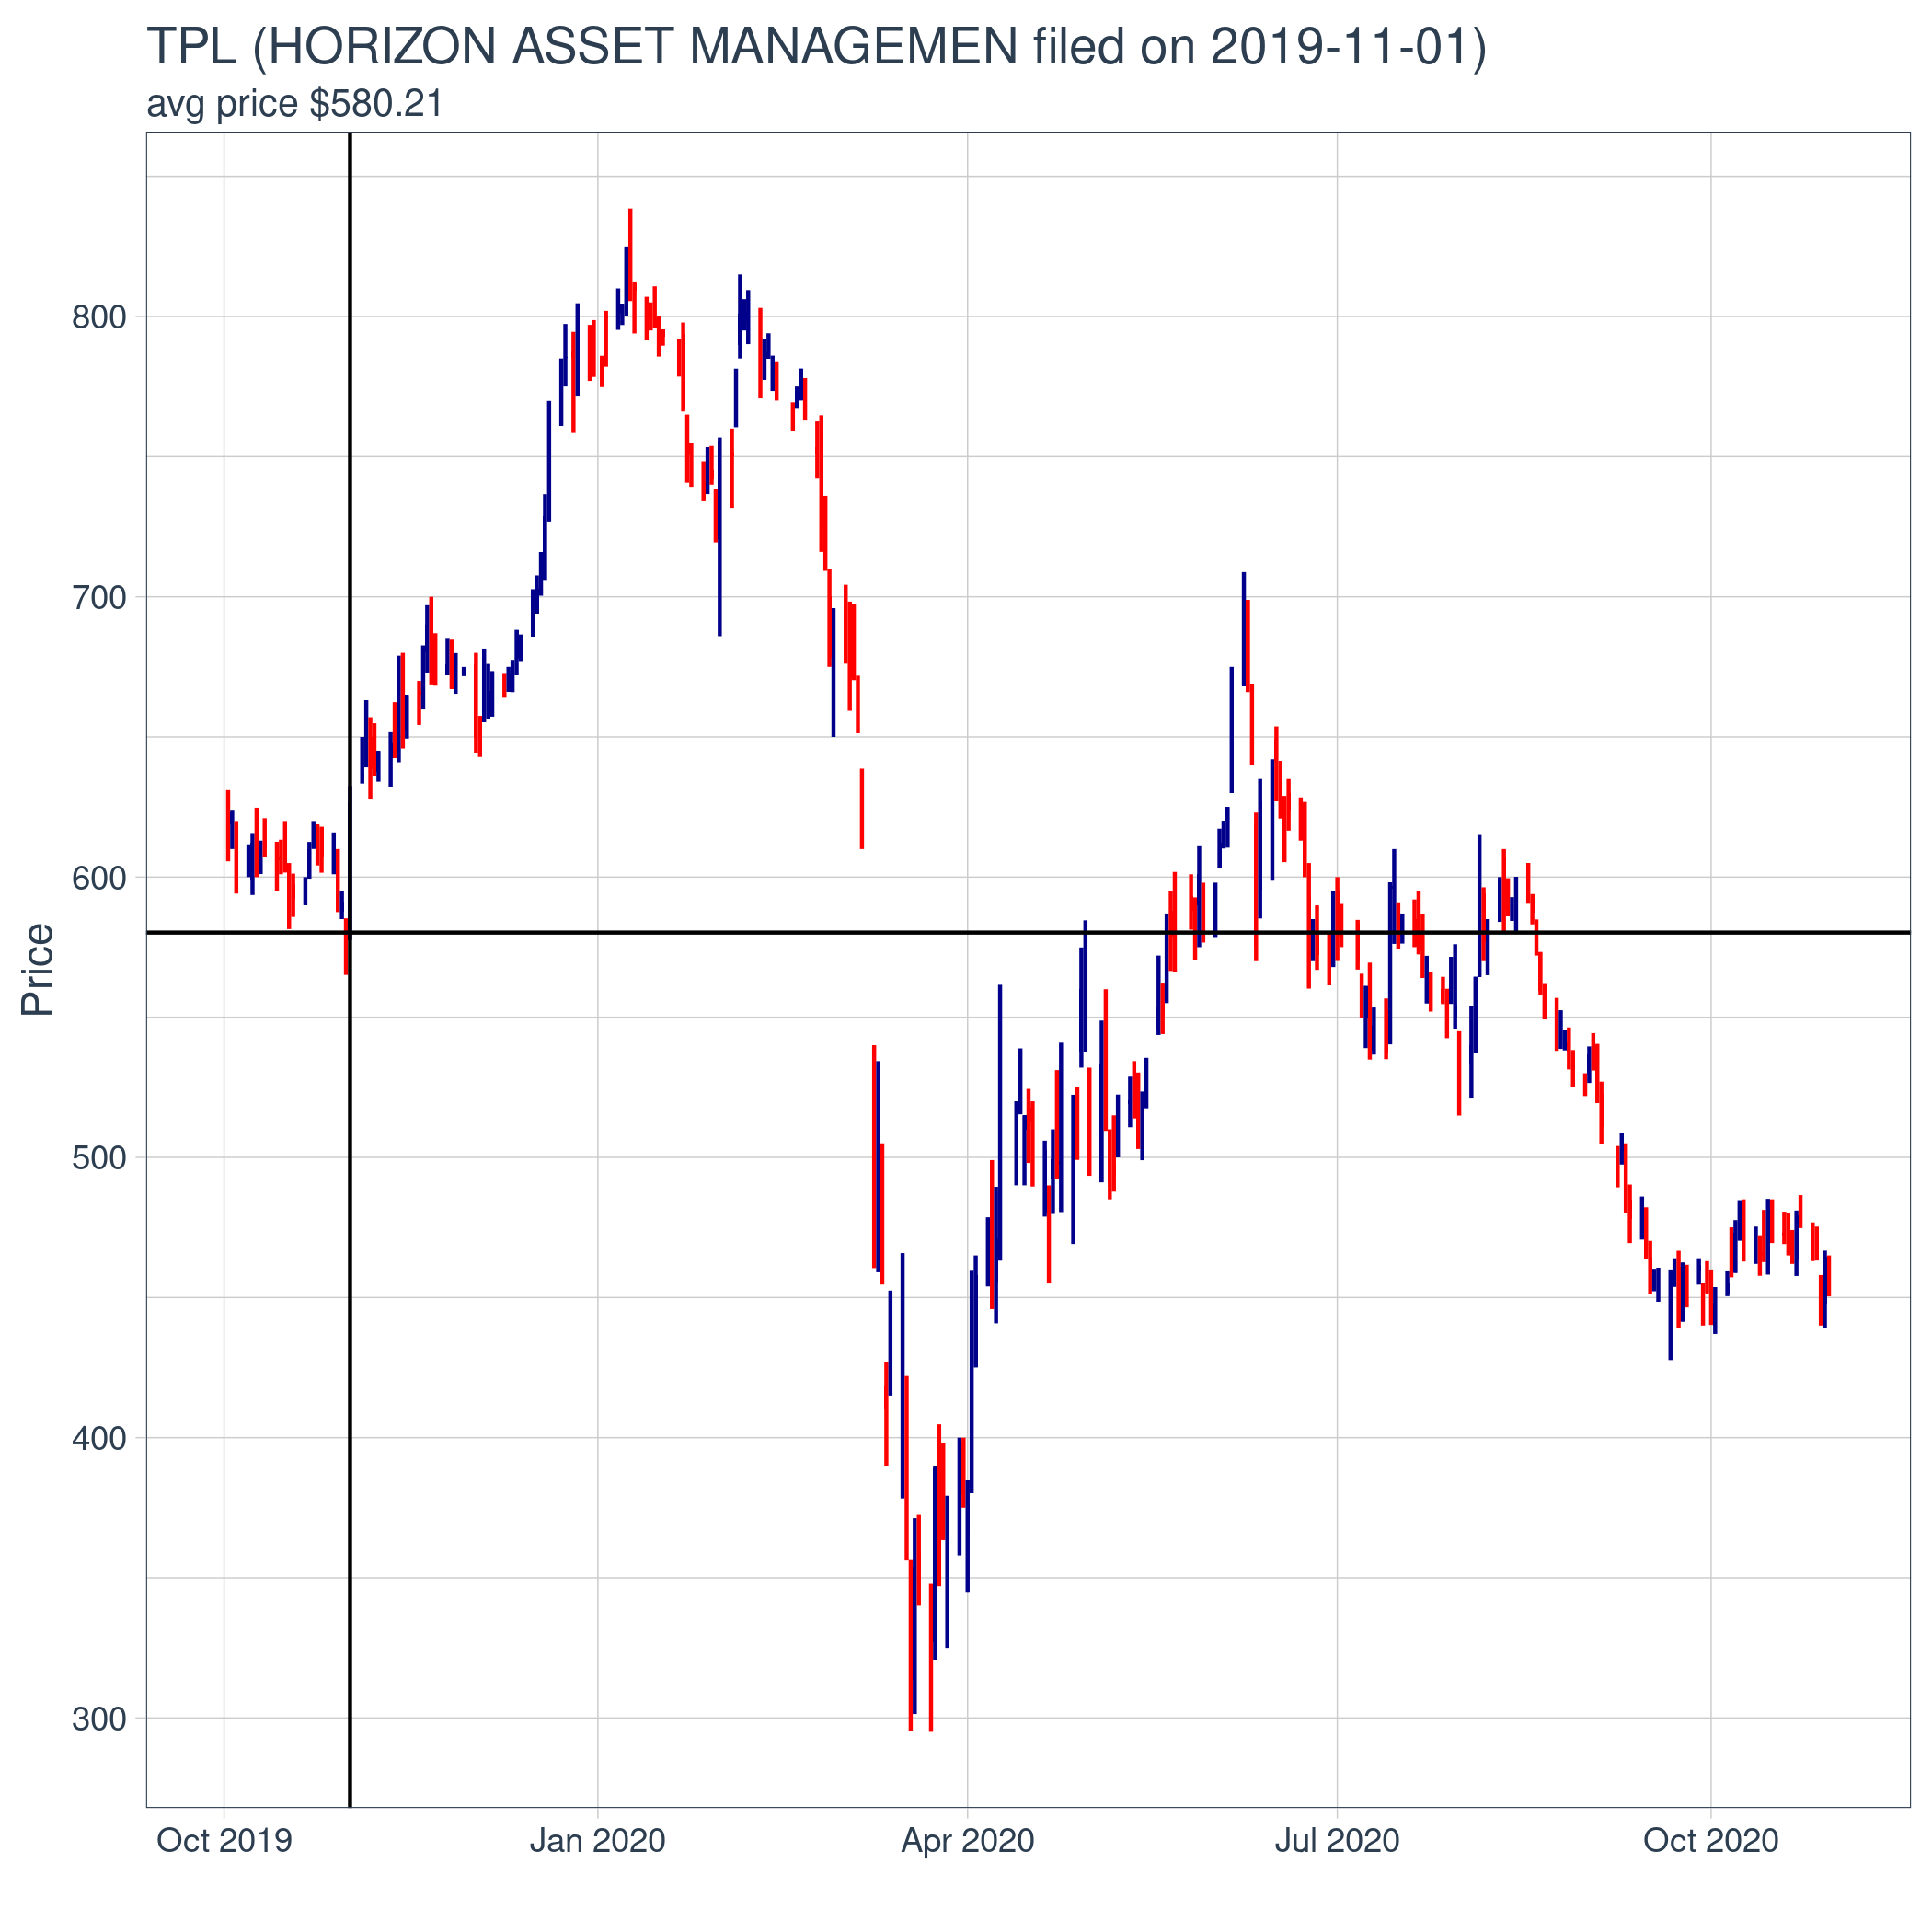 TPL (HORIZON ASSET MANAGEMEN filed on 2019-11-01)
avg price $580.21
Price
800
700
600
500
400
300
Oct 2019 Jan 2020 Apr 2020 Jul 2020 Oct 2020